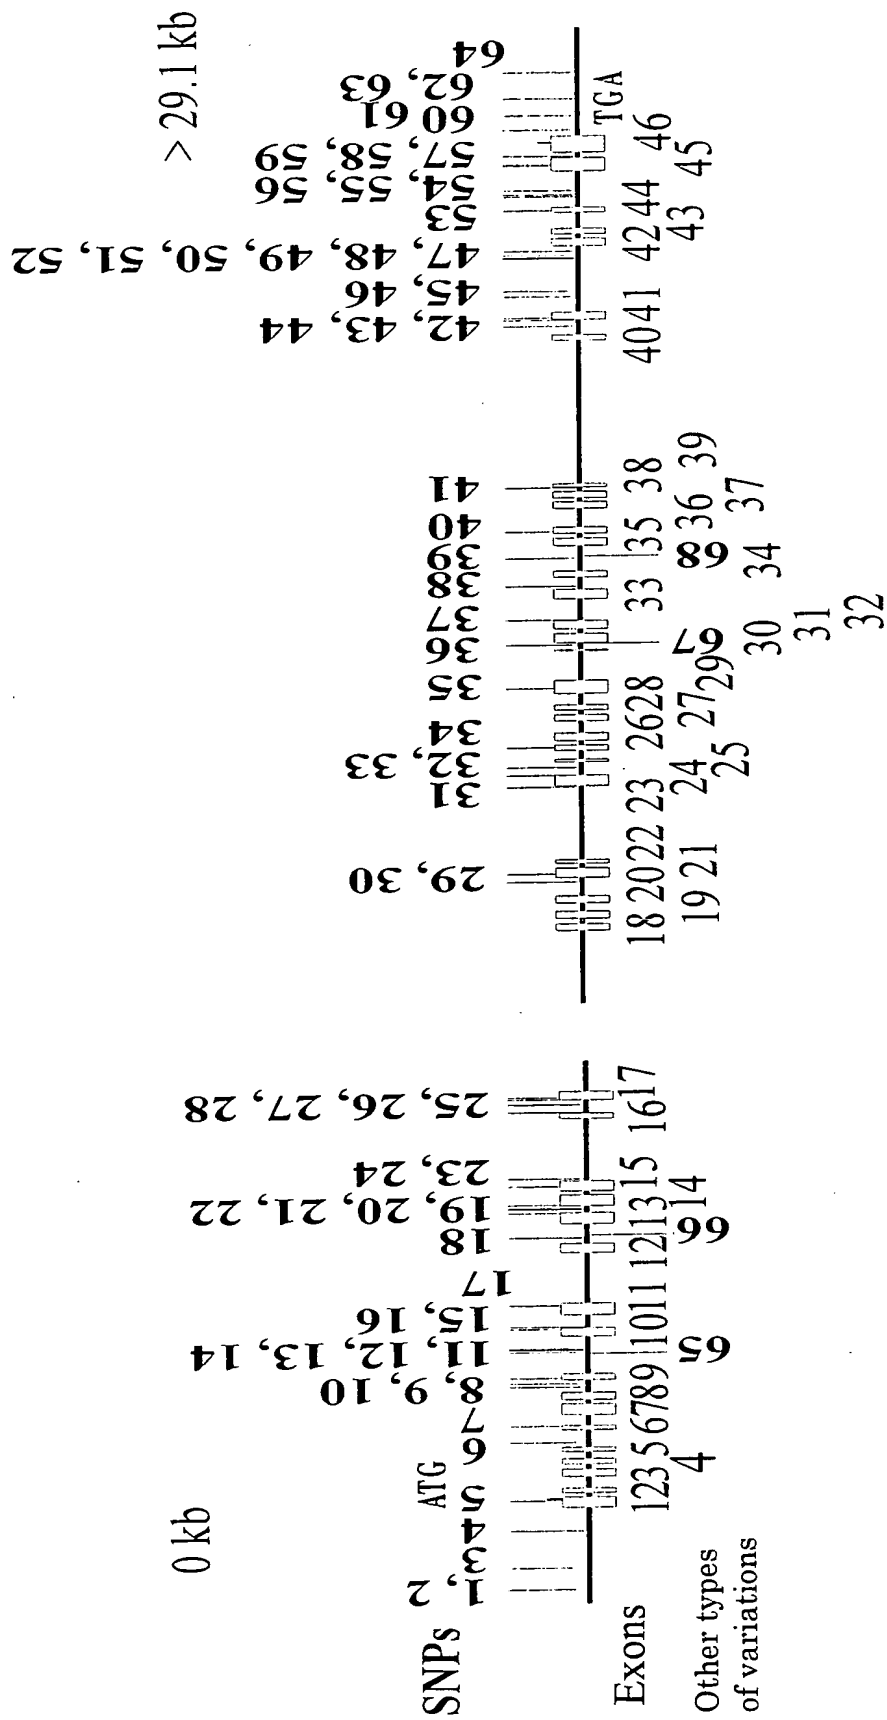 0 kb
> 29.1 kb
SNPs
1, 2
3
4
5
ATG
6
7
8, 9, 10
11, 12, 13, 14
15, 16
17
18
19, 20, 21, 22
23, 24
25, 26, 27, 28
29, 30
31
32, 33
34
35
36
37
38
39
40
41
42, 43, 44
45, 46
47, 48, 49, 50, 51, 52
53
54, 55, 56
57, 58, 59
60
61
62, 63
64
TGA
Exons
1 2 3 5 6 7 8 9 10 11 12 13 15 16 17
4 14
18 20 22 23 26 28 33 35 38 40 41 42 44 46
19 21 24 27 29 36 39 43 45
25 30 34 37
31
32
Other types
of variations
65
66
67
68